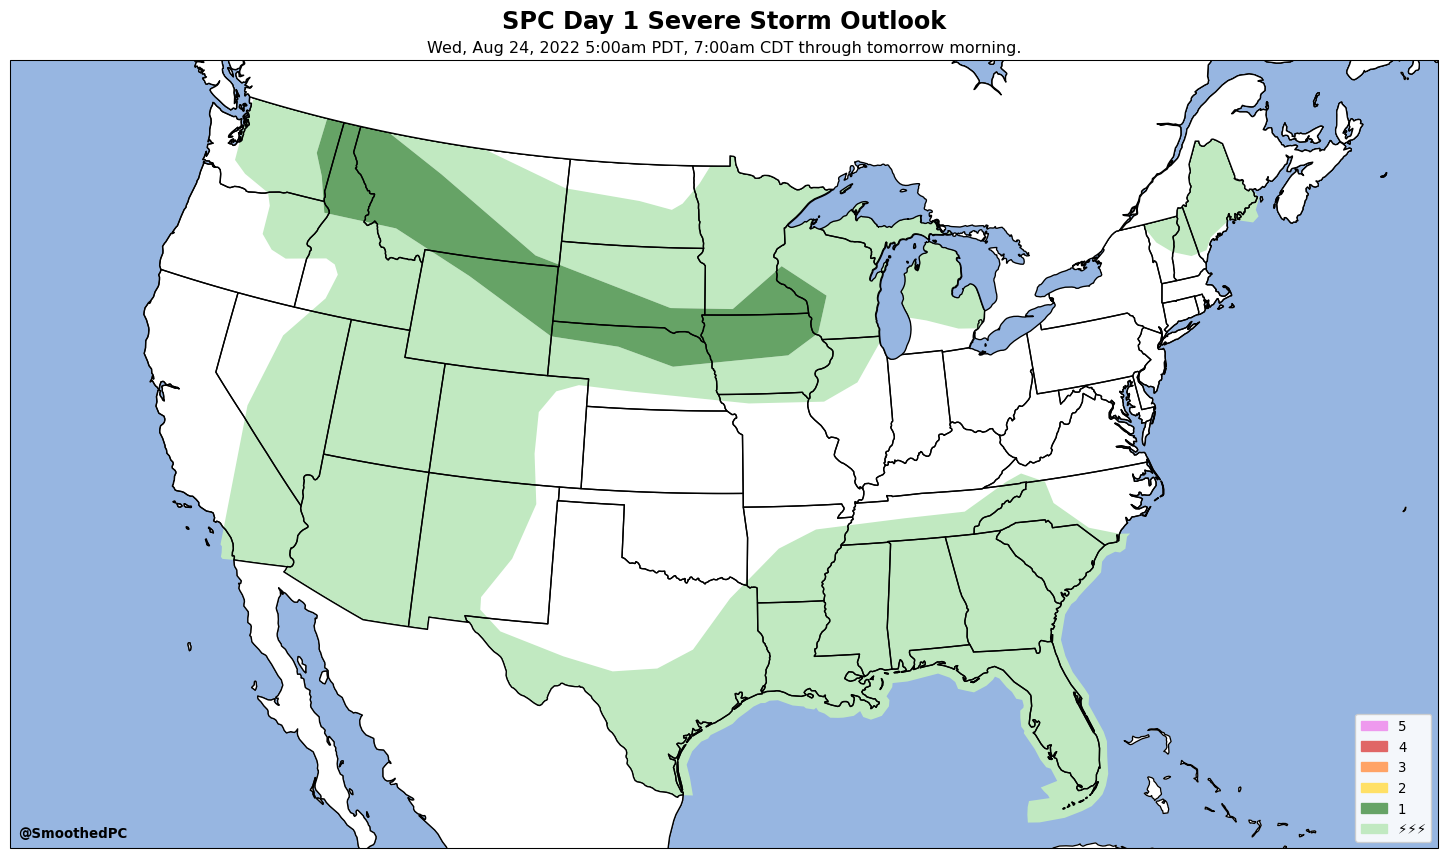 SPC Day 1 Severe Storm Outlook
Wed, Aug 24, 2022 5:00am PDT, 7:00am CDT through tomorrow morning.
5
4
3
2
1
⚡⚡⚡
@SmoothedPC